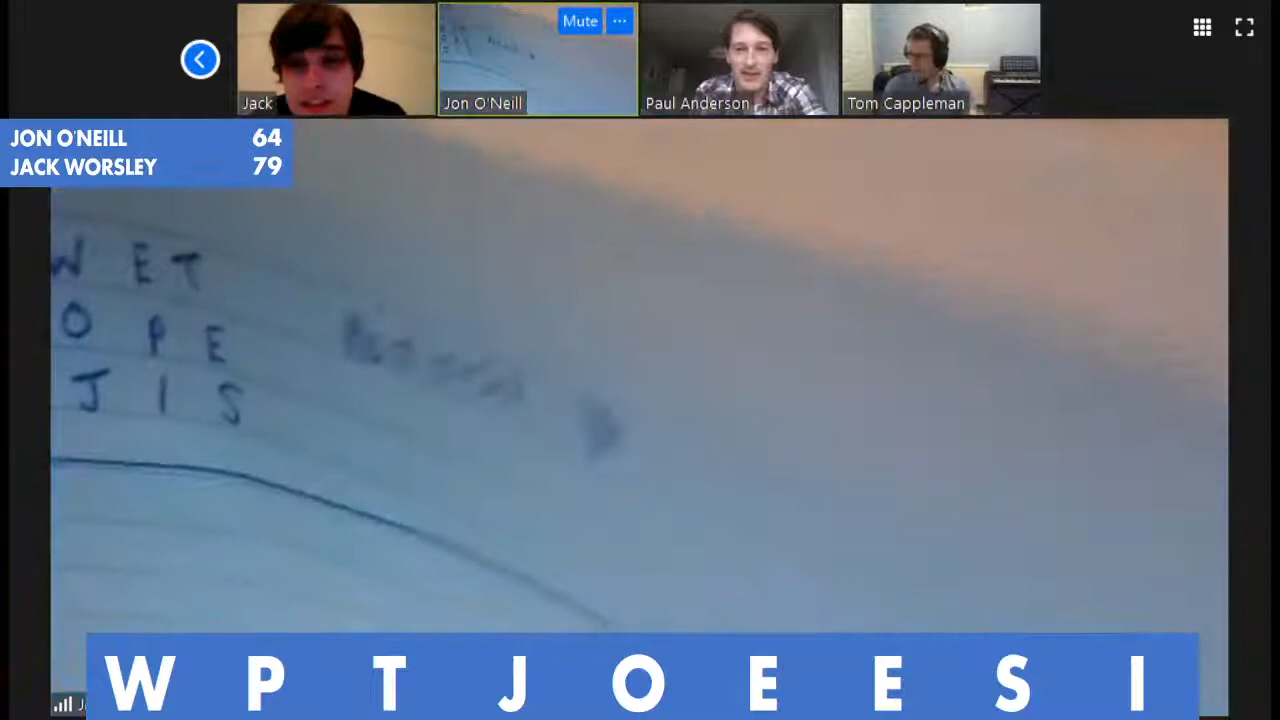 Mute ...
Jack
Jon O'Neill
Paul Anderson
Tom Cappleman
JON O'NEILL 64
JACK WORSLEY 79
W E T
O P E
J I S
W P T J O E E S I